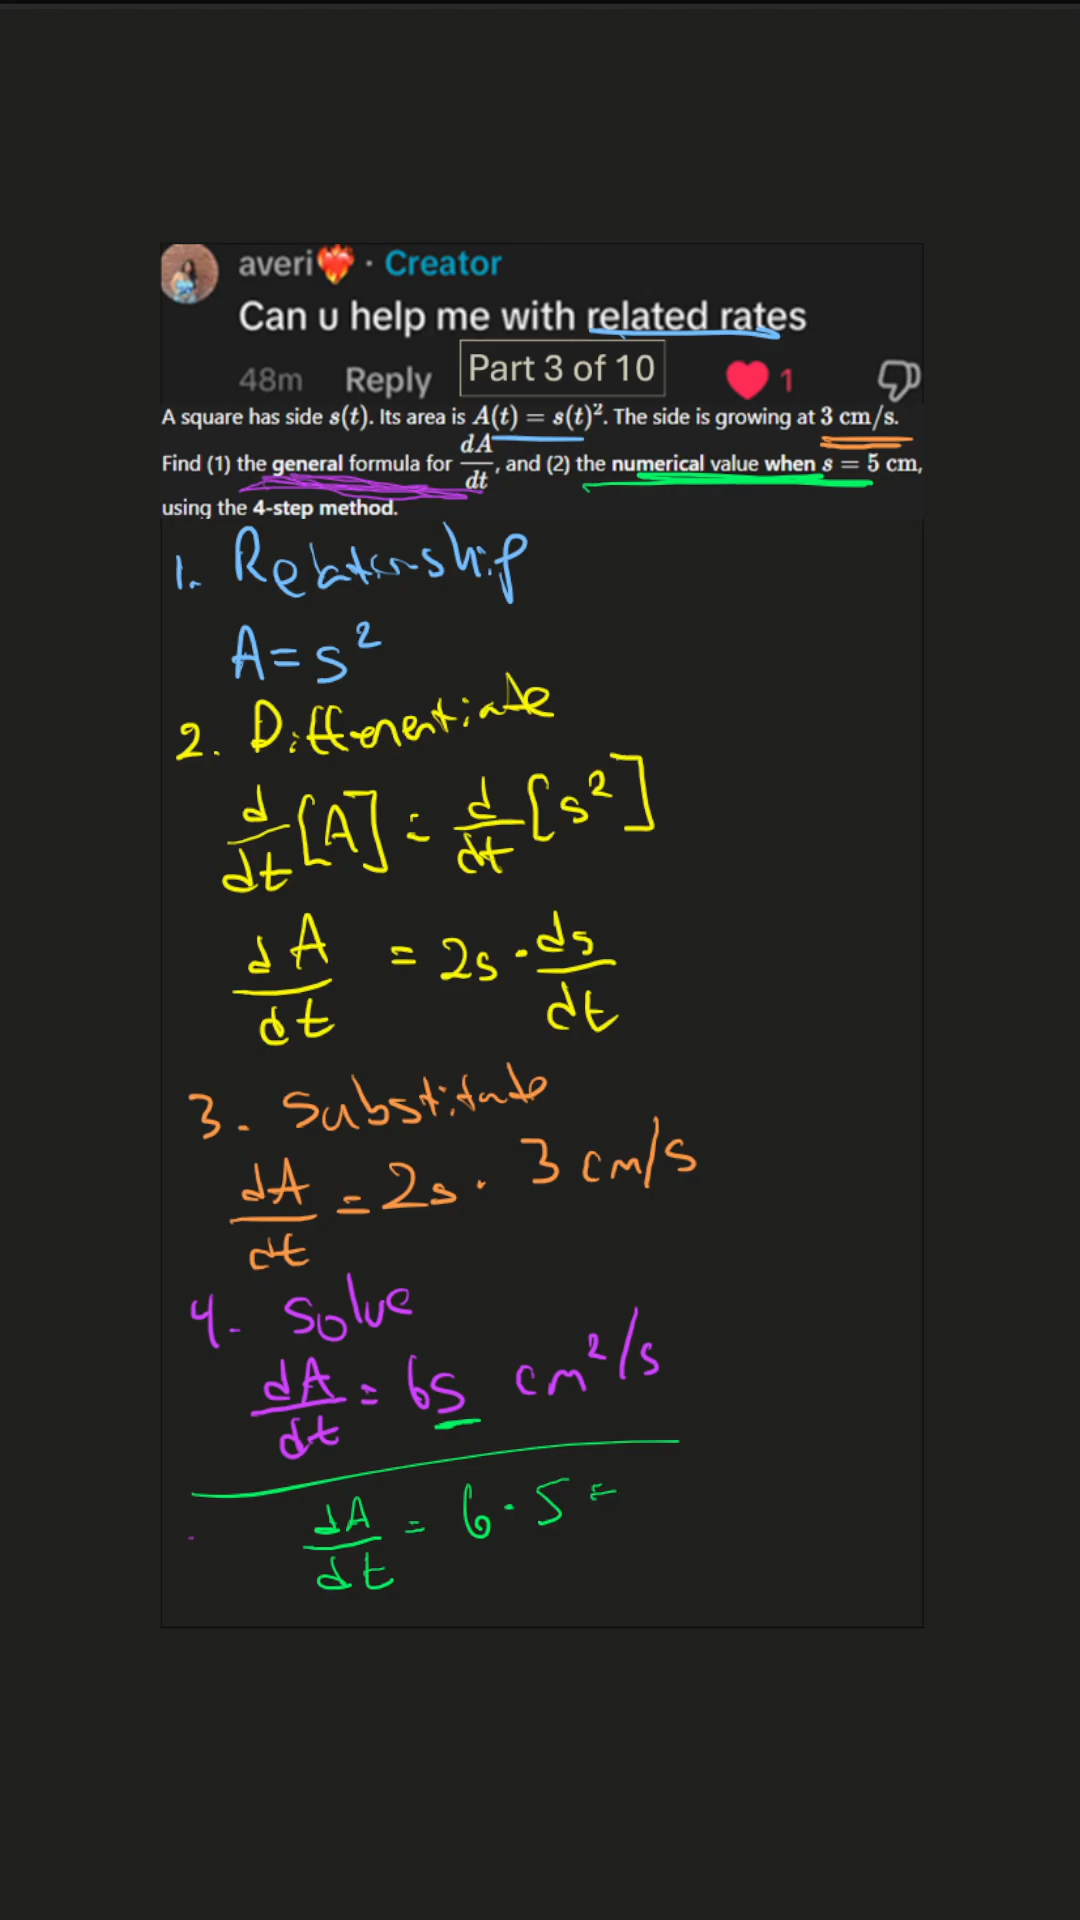 averi❤️‍🔥 · Creator
Can u help me with related rates
48m Reply Part 3 of 10 1
A square has side s(t). Its area is A(t) = s(t)². The side is growing at 3 cm/s.
Find (1) the general formula for dA/dt, and (2) the numerical value when s = 5 cm,
using the 4-step method.
1. Relationship
A = s²
2. Differentiate
d/dt [A] = d/dt [s²]
dA/dt = 2s · ds/dt
3. Substitute
dA/dt = 2s · 3 cm/s
4. Solve
dA/dt = 6s cm²/s
dA/dt = 6 · 5 =